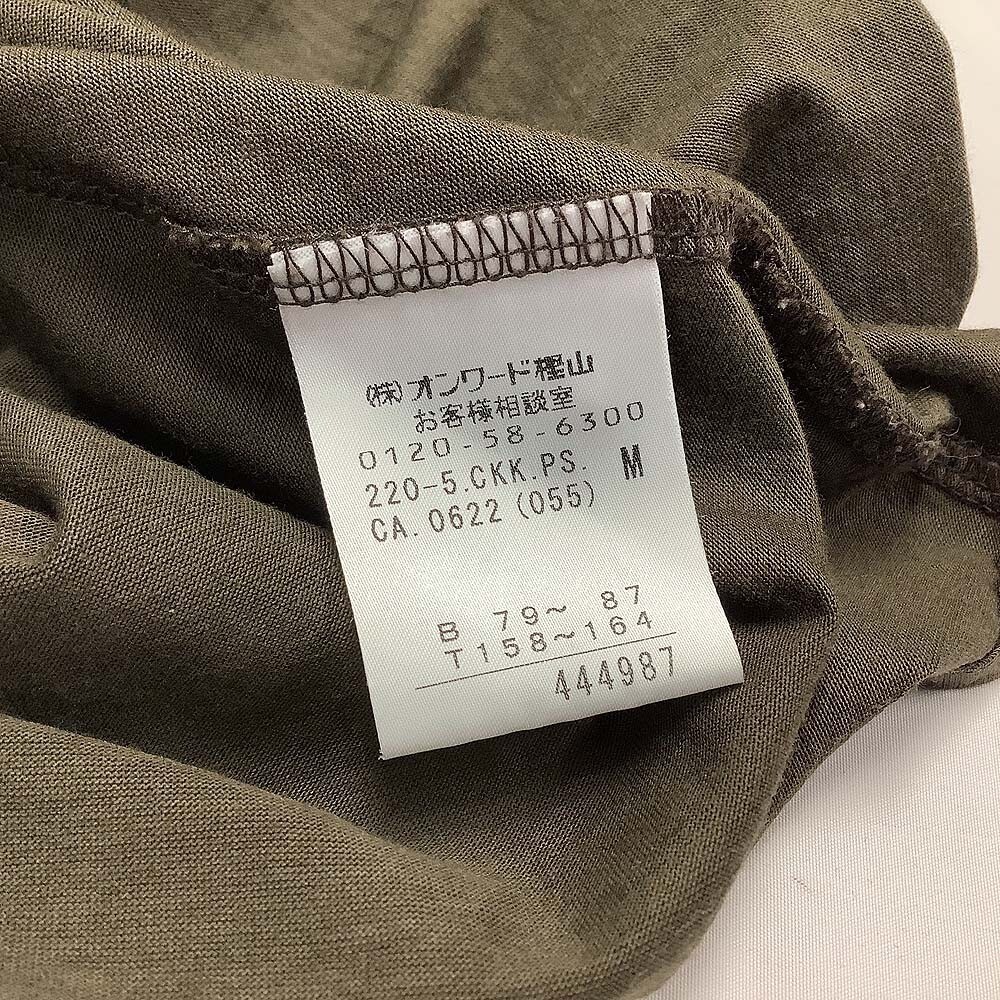 (株)オンワード樫山
お客様相談室
0120-58-6300
220-5.CKK.PS. M
CA. 0622 (055)
B 79~ 87
T158~164
444987